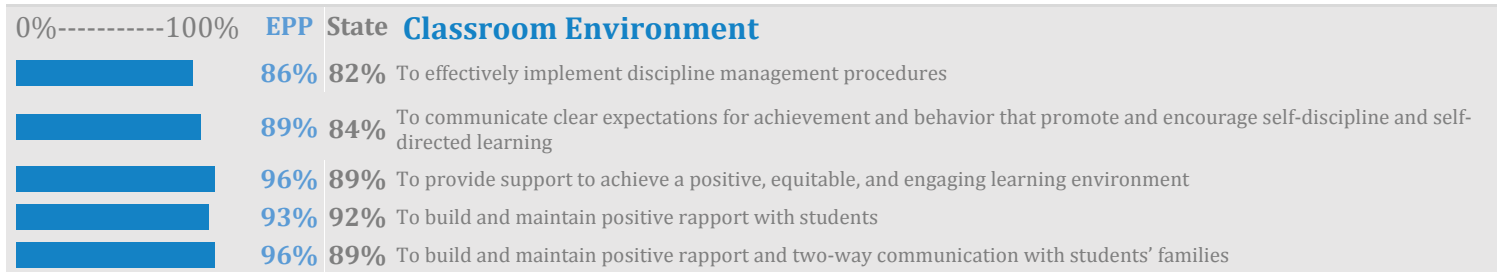 0%-----------100% EPP State Classroom Environment
86% 82% To effectively implement discipline management procedures
89% 84% To communicate clear expectations for achievement and behavior that promote and encourage self-discipline and self-
directed learning
96% 89% To provide support to achieve a positive, equitable, and engaging learning environment
93% 92% To build and maintain positive rapport with students
96% 89% To build and maintain positive rapport and two-way communication with students’ families